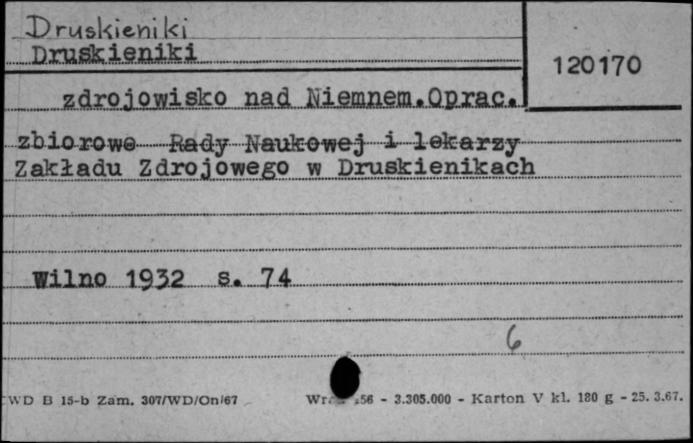 Druskieniki
Druskieniki
120170
zdrojowisko nad Niemnem.Oprac.
zbiorowe Rady Naukowej i lekarzy
Zakładu Zdrojowego w Druskienikach
Wilno 1932 s. 74
6
WD B 15-b Zam. 307/WD/On/67 56 - 3.305.000 - Karton V kl. 180 g - 25. 3.67.